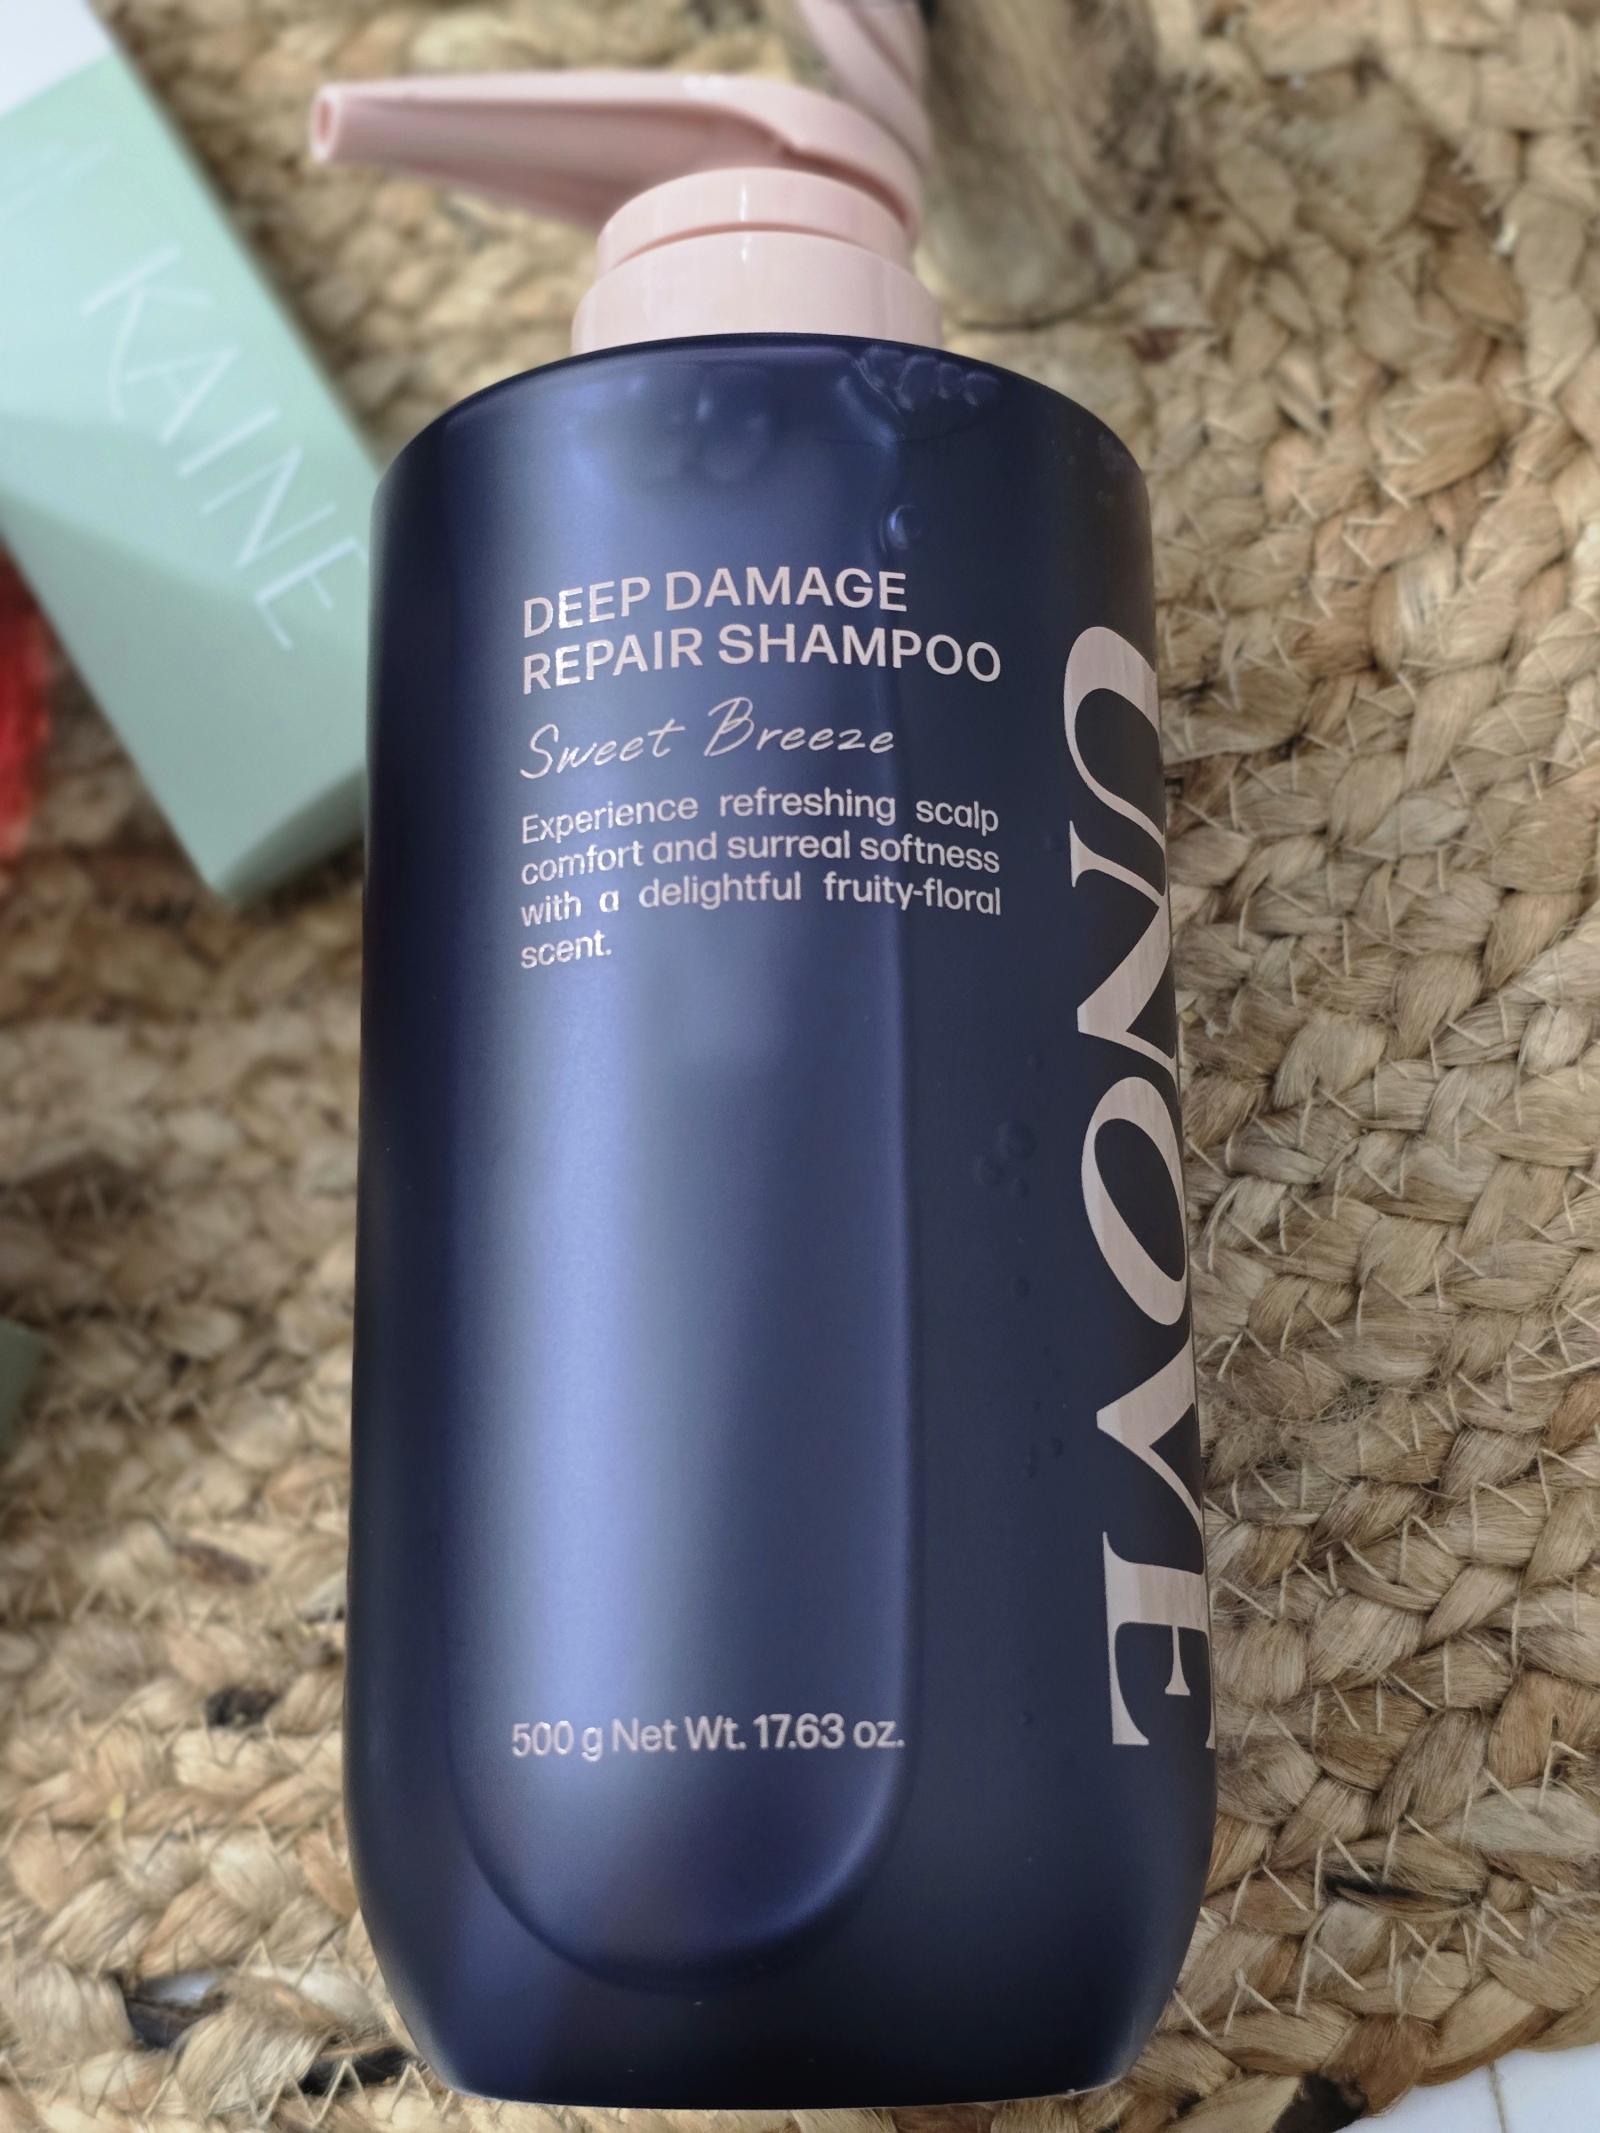 KAINE
DEEP DAMAGE
REPAIR SHAMPOO
Sweet Breeze
Experience refreshing scalp
comfort and surreal softness
with a delightful fruity-floral
scent.
500 g Net Wt. 17.63 oz.
UNOVE